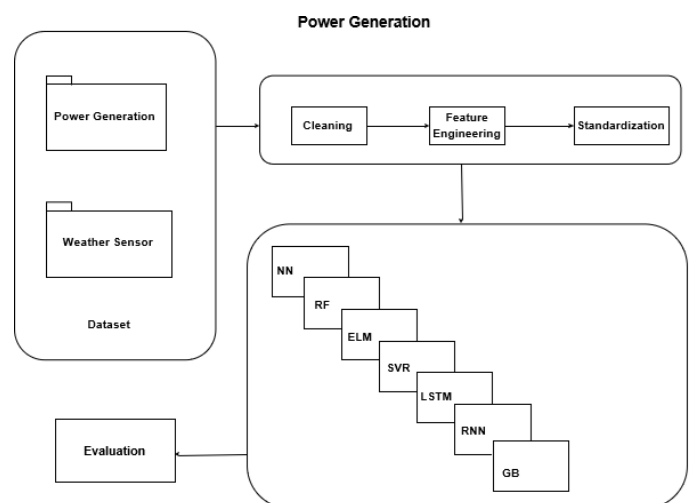 Power Generation
Power Generation
Weather Sensor
Dataset
Cleaning
Feature
Engineering
Standardization
NN
RF
ELM
SVR
LSTM
RNN
GB
Evaluation